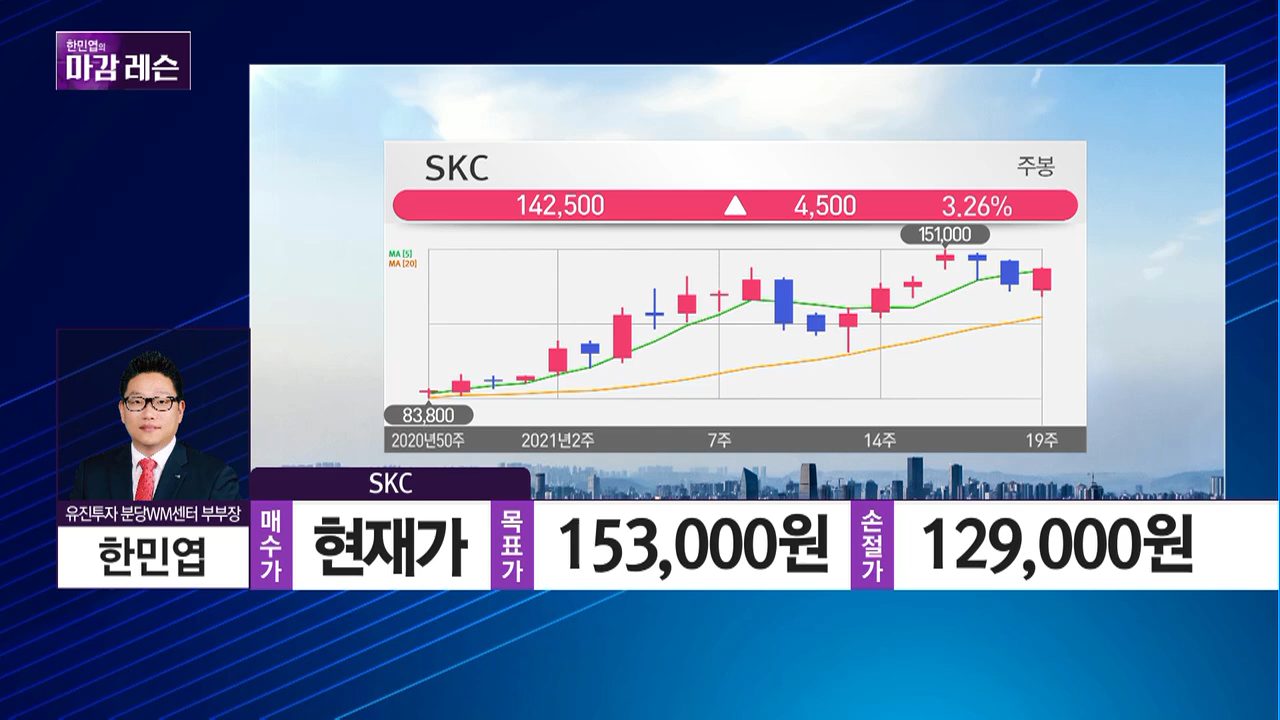 한민엽의
마감 레슨
SKC
주봉
142,500 ▲ 4,500 3.26%
151,000
MA [5]
MA [20]
83,800
2020년50주 2021년2주 7주 14주 19주
SKC
유진투자 분당WM센터 부부장
한민엽
매수가 현재가 목표가 153,000원 손절가 129,000원